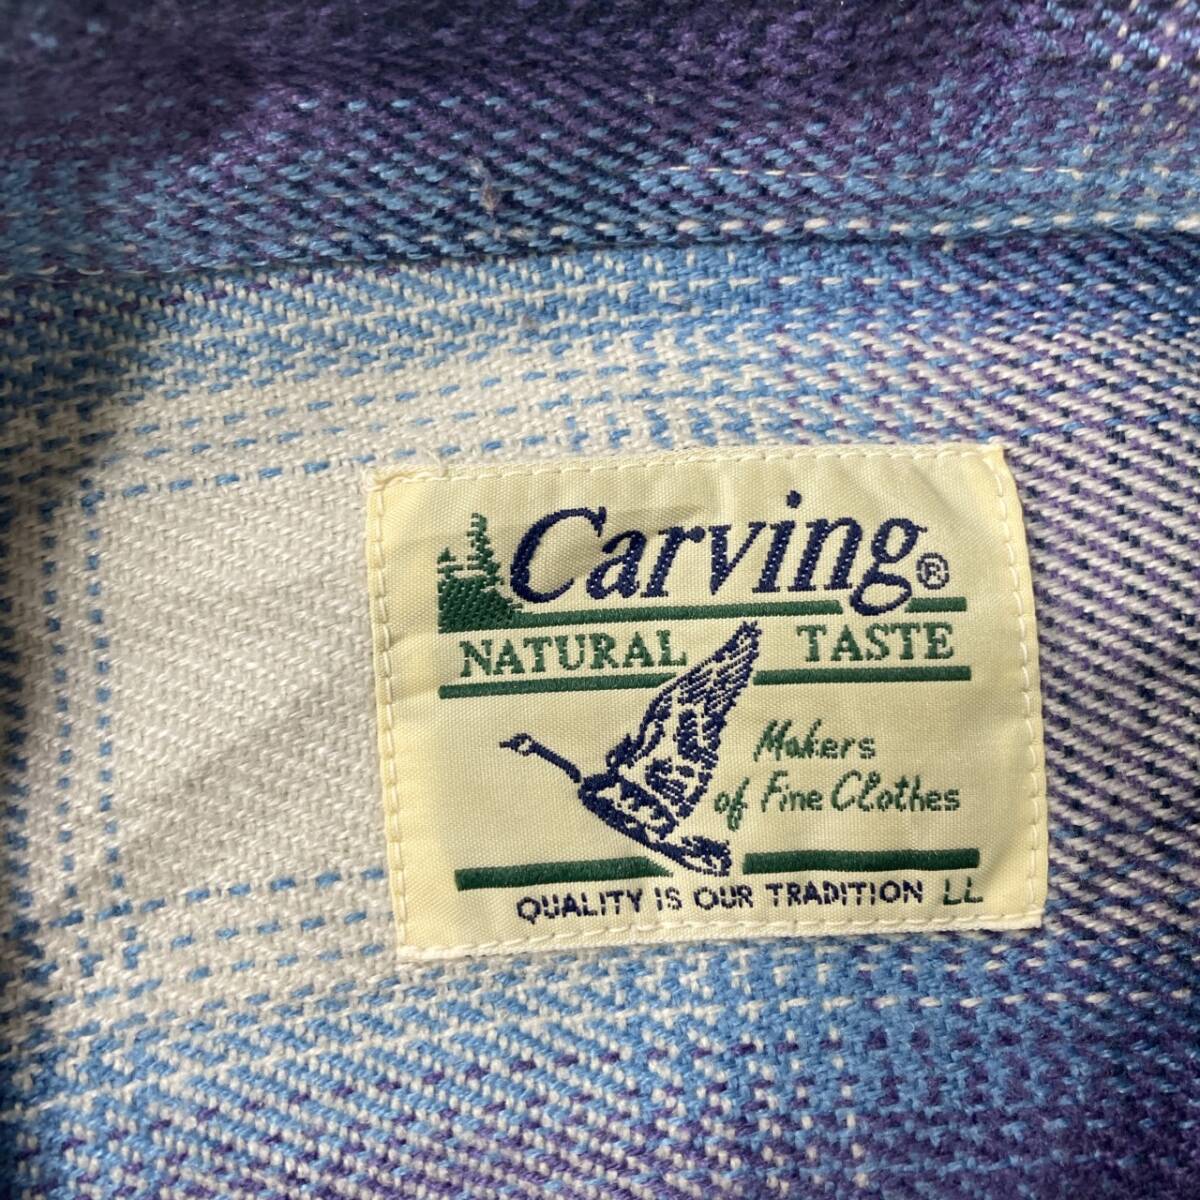 Carving®
NATURAL TASTE
Makers
of Fine Clothes
QUALITY IS OUR TRADITION LL